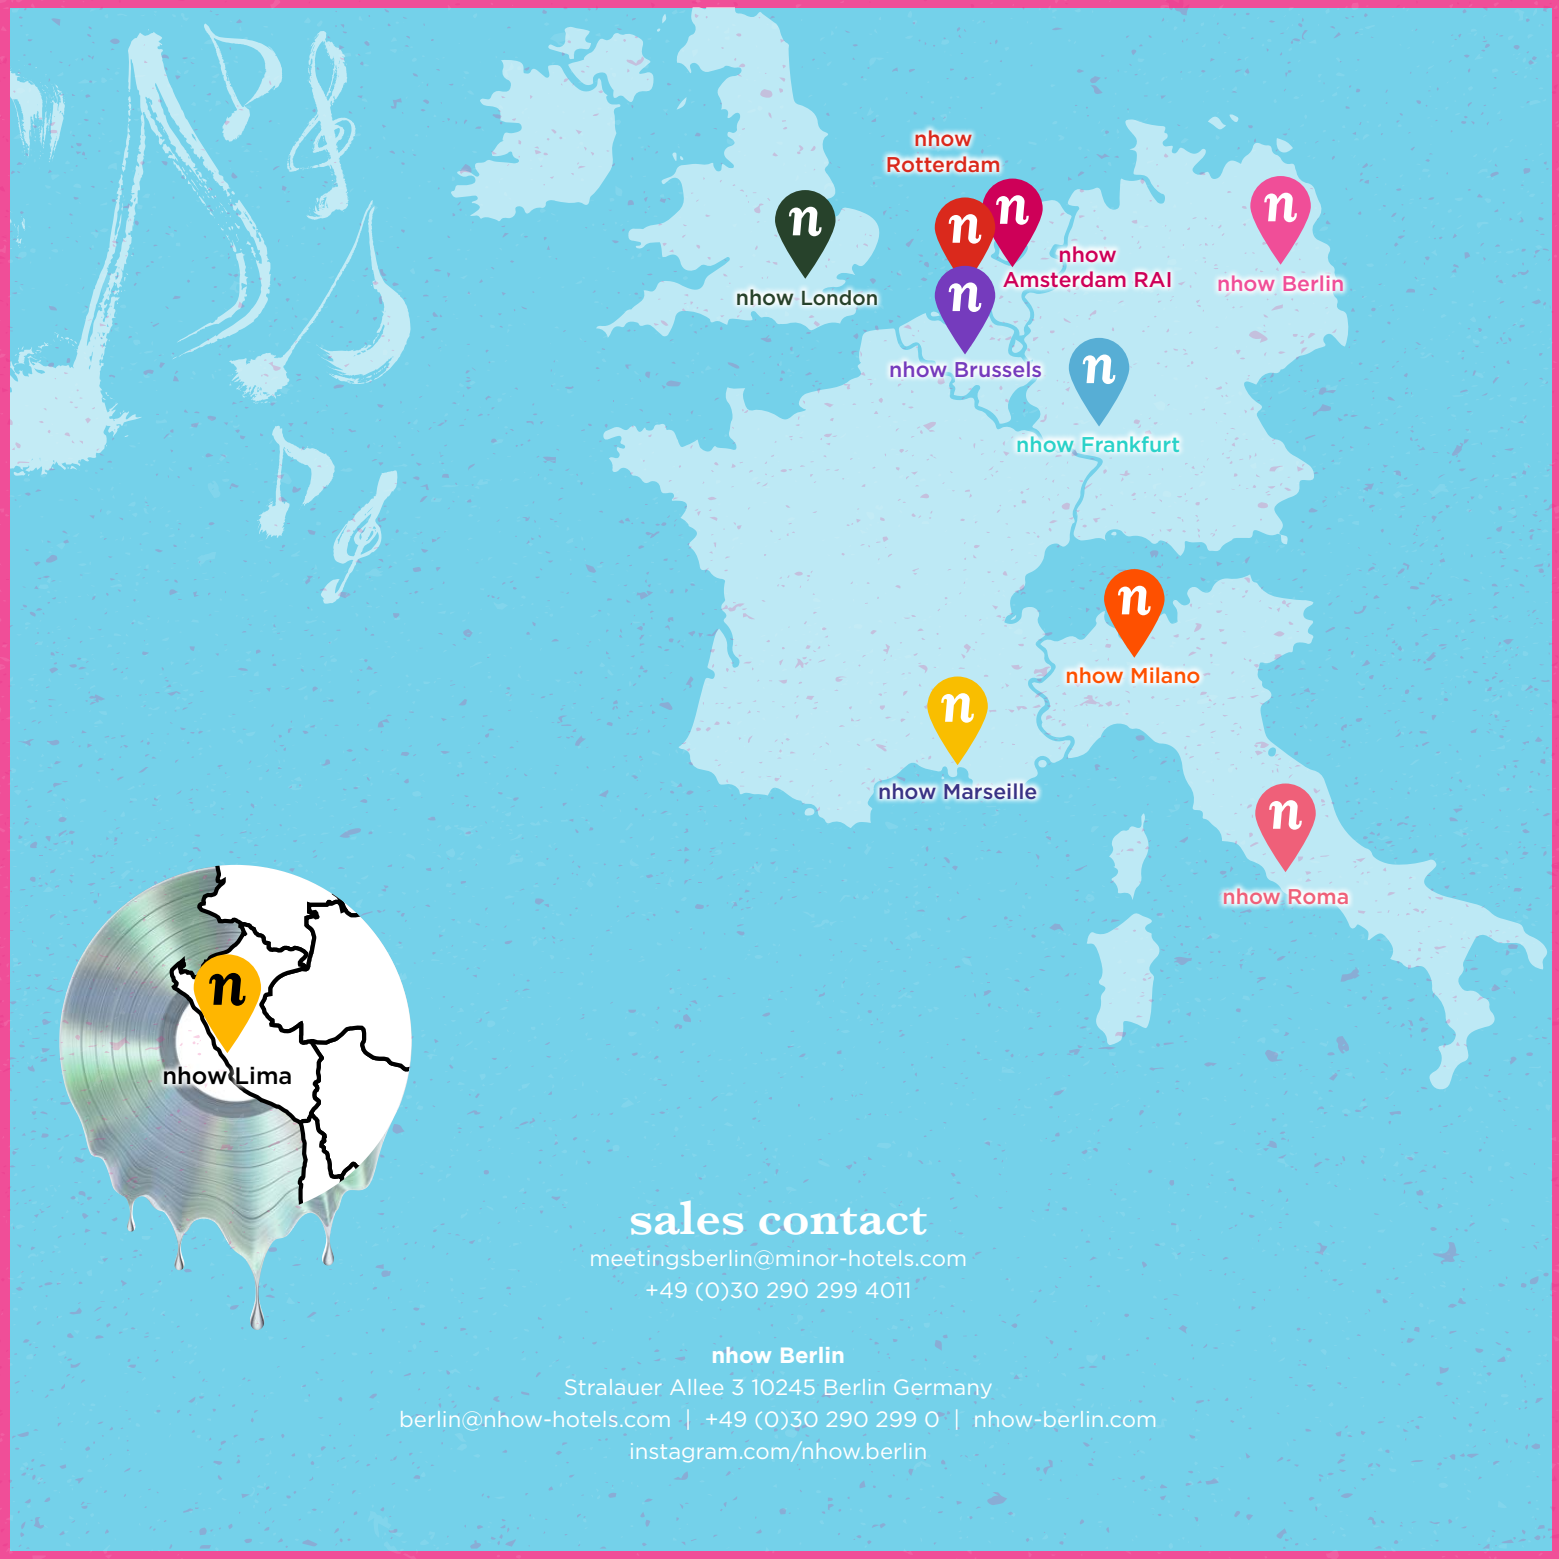 nhow
Rotterdam
n
n
n
n
nhow
Amsterdam RAI
nhow Berlin
n
nhow London
n
nhow Brussels
nhow Frankfurt
n
nhow Milano
n
nhow Marseille
n
nhow Roma
n
nhow Lima
sales contact
meetingsberlin@minor-hotels.com
+49 (0)30 290 299 4011
nhow Berlin
Stralauer Allee 3 10245 Berlin Germany
berlin@nhow-hotels.com | +49 (0)30 290 299 0 | nhow-berlin.com
instagram.com/nhow.berlin